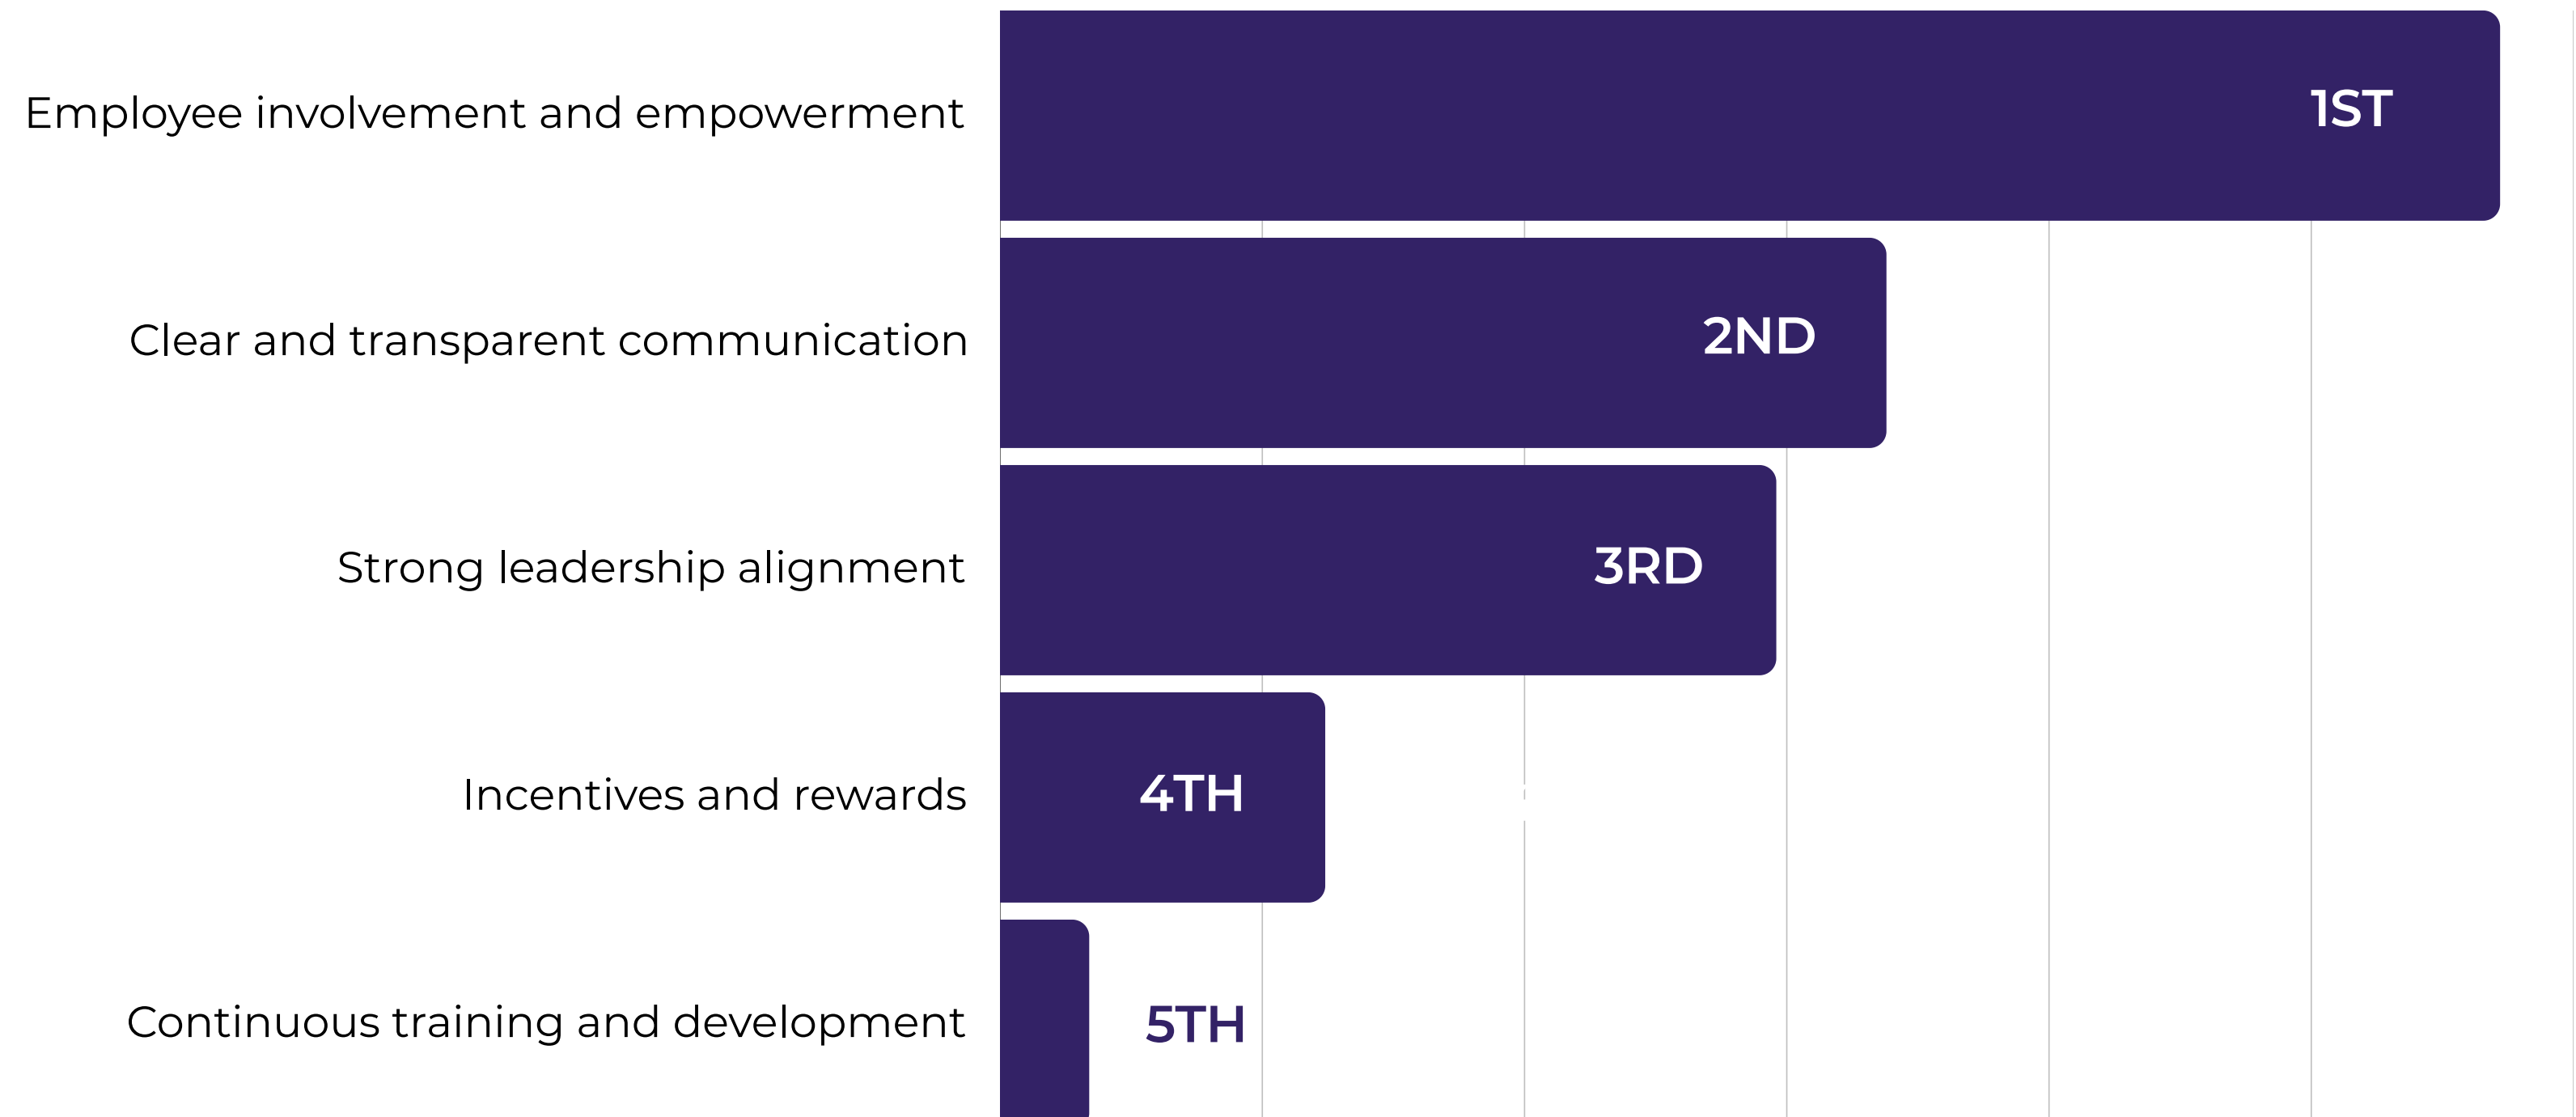 Employee involvement and empowerment 1ST
Clear and transparent communication 2ND
Strong leadership alignment 3RD
Incentives and rewards 4TH
Continuous training and development 5TH